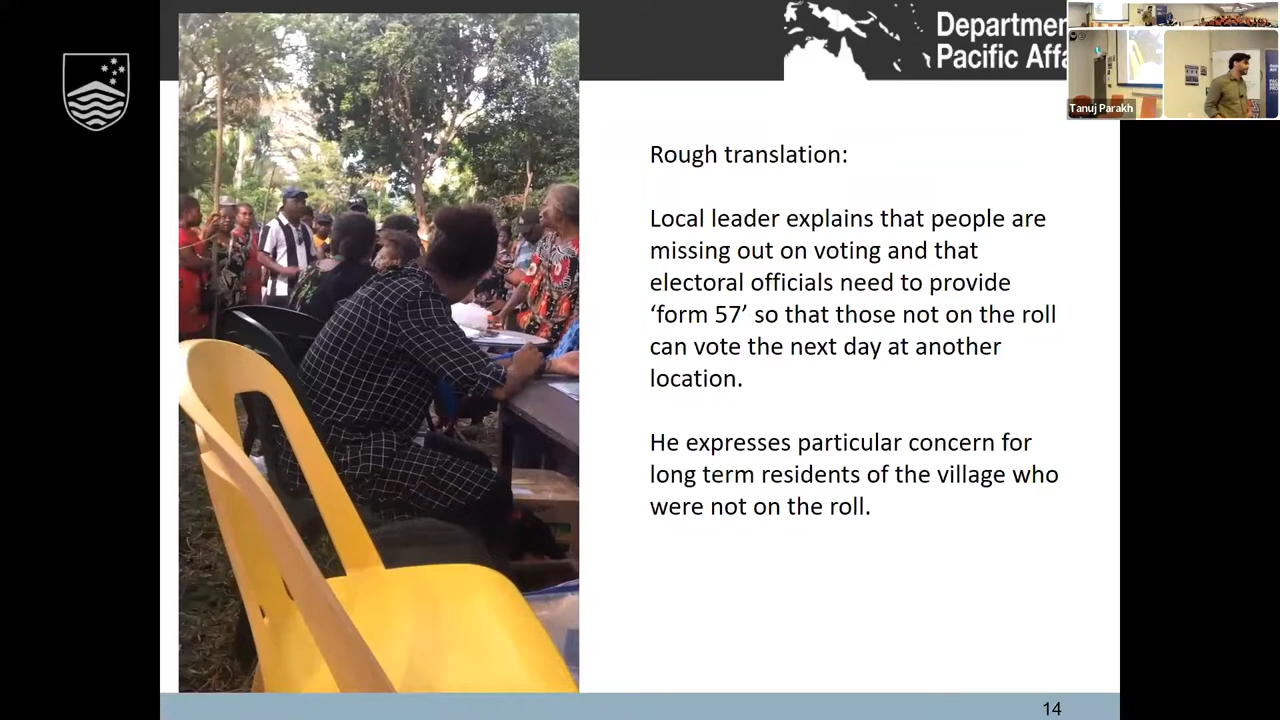 Departmen
Pacific Affa
Tanuj Parakh
Rough translation:
Local leader explains that people are
missing out on voting and that
electoral officials need to provide
‘form 57’ so that those not on the roll
can vote the next day at another
location.
He expresses particular concern for
long term residents of the village who
were not on the roll.
14